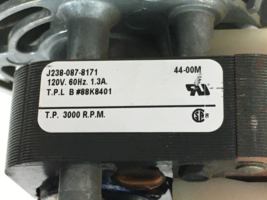 J238-087-8171 44-00M
120V. 60Hz. 1.3A.
T.P.L B #88K8401
T.P. 3000 R.P.M.